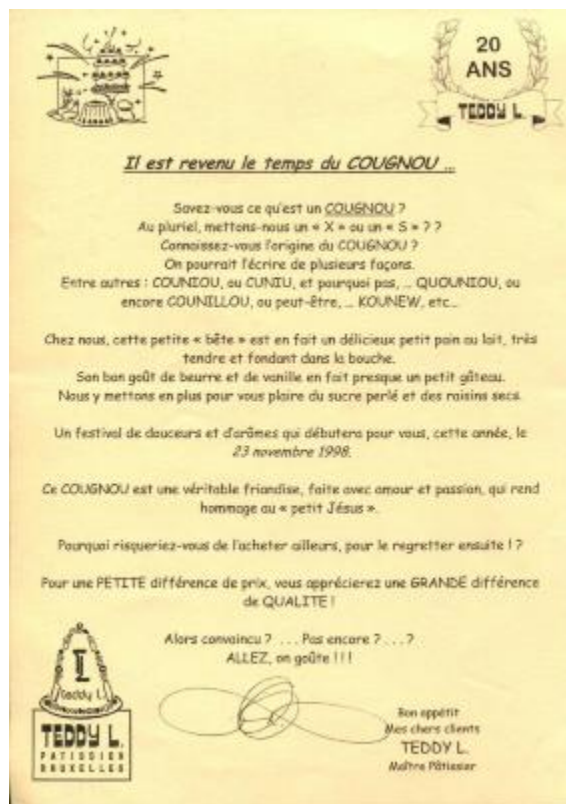 20
ANS
TEDDY L.
Il est revenu le temps du COUGNOU ...
Savez-vous ce qu'est un COUGNOU ?
Au pluriel, mettons-nous un « X » ou un « S » ? ?
Connaissez-vous l'origine du COUGNOU ?
On pourrait l'écrire de plusieurs façons.
Entre autres : COUNIOU, ou CUNIU, et pourquoi pas, ... QUOUNIOU, ou
encore COUNILLOU, ou peut-être, ... KOUNEW, etc...
Chez nous, cette petite « bête » est en fait un délicieux petit pain au lait, très
tendre et fondant dans la bouche.
Son bon goût de beurre et de vanille en fait presque un petit gâteau.
Nous y mettons en plus pour vous plaire du sucre perlé et des raisins secs.
Un festival de douceurs et d'arômes qui débutera pour vous, cette année, le
23 novembre 1998.
Ce COUGNOU est une véritable friandise, faite avec amour et passion, qui rend
hommage au « petit Jésus ».
Pourquoi risqueriez-vous de l'acheter ailleurs, pour le regretter ensuite ! ?
Pour une PETITE différence de prix, vous apprécierez une GRANDE différence
de QUALITE !
Alors convaincu ? . . . Pas encore ? . . . ?
ALLEZ, on goûte ! ! !
Teddy L.
TEDDY L.
PATISSIER
BRUXELLES
Bon appétit
Mes chers clients
TEDDY L.
Maître Pâtissier